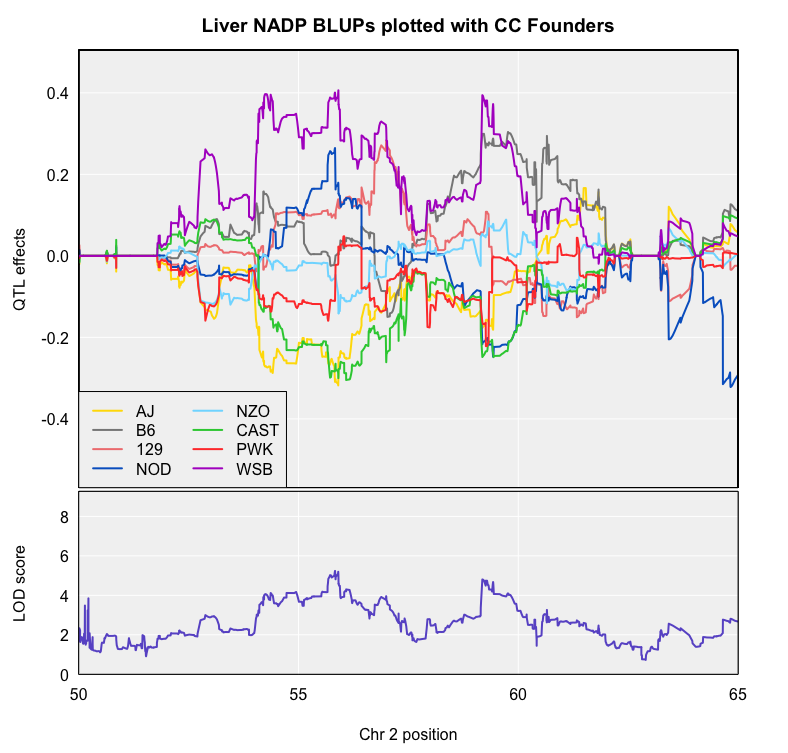 Liver NADP BLUPs plotted with CC Founders
QTL effects
0.4
0.2
0.0
-0.2
-0.4
AJ NZO
B6 CAST
129 PWK
NOD WSB
LOD score
8
6
4
2
0
50 55 60 65
Chr 2 position